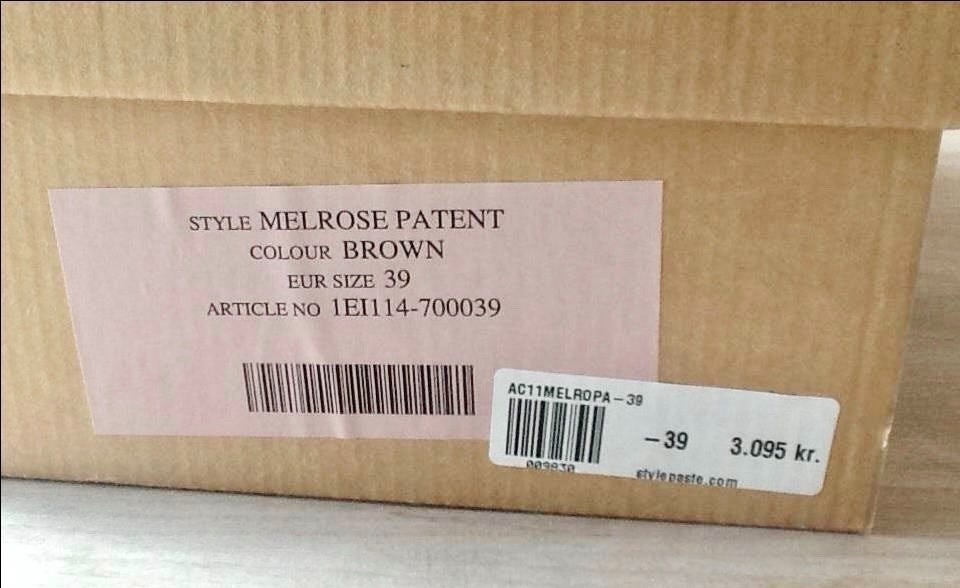 STYLE MELROSE PATENT
COLOUR BROWN
EUR SIZE 39
ARTICLE NO 1EI114-700039
AC11MELROPA-39
-39 3.095 kr.
009930
stylepaste.com